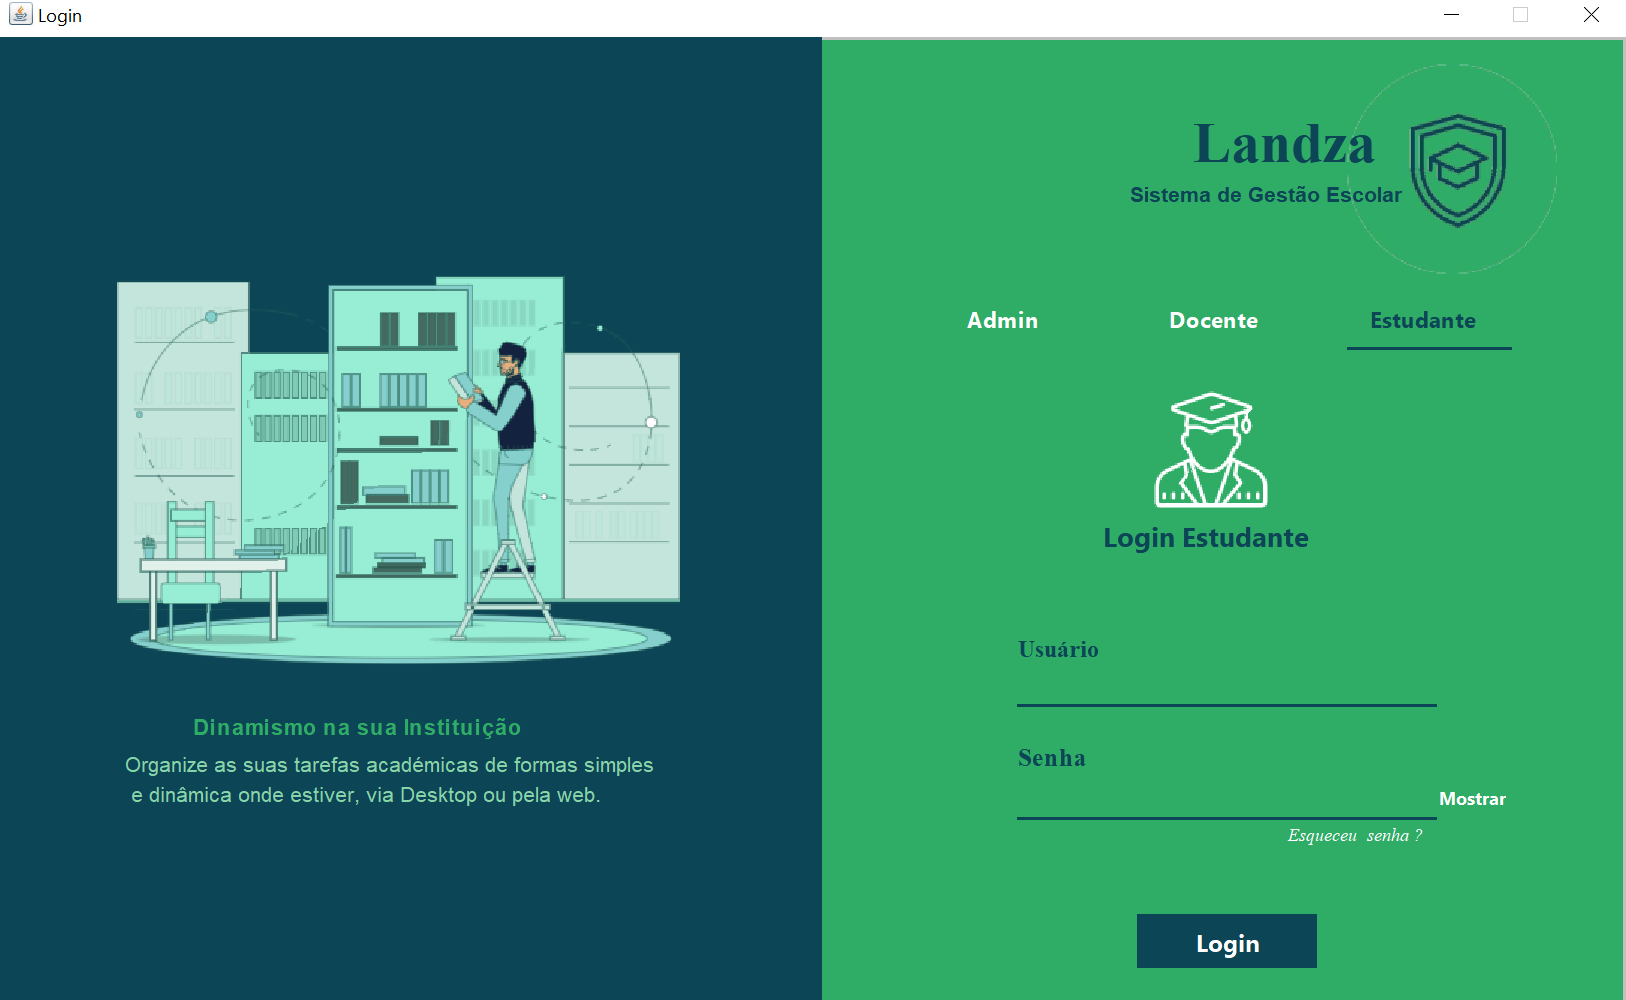 Login
Landza
Sistema de Gestão Escolar
Admin
Docente
Estudante
Login Estudante
Usuário
Senha
Mostrar
Esqueceu senha ?
Login
Dinamismo na sua Instituição
Organize as suas tarefas académicas de formas simples
e dinâmica onde estiver, via Desktop ou pela web.